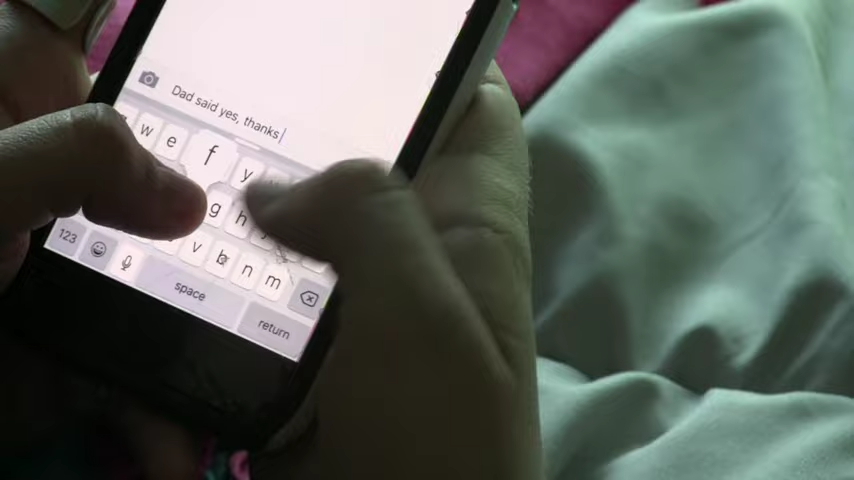 Dad said yes, thanks
w e f y
g h
v b n m
123 space return